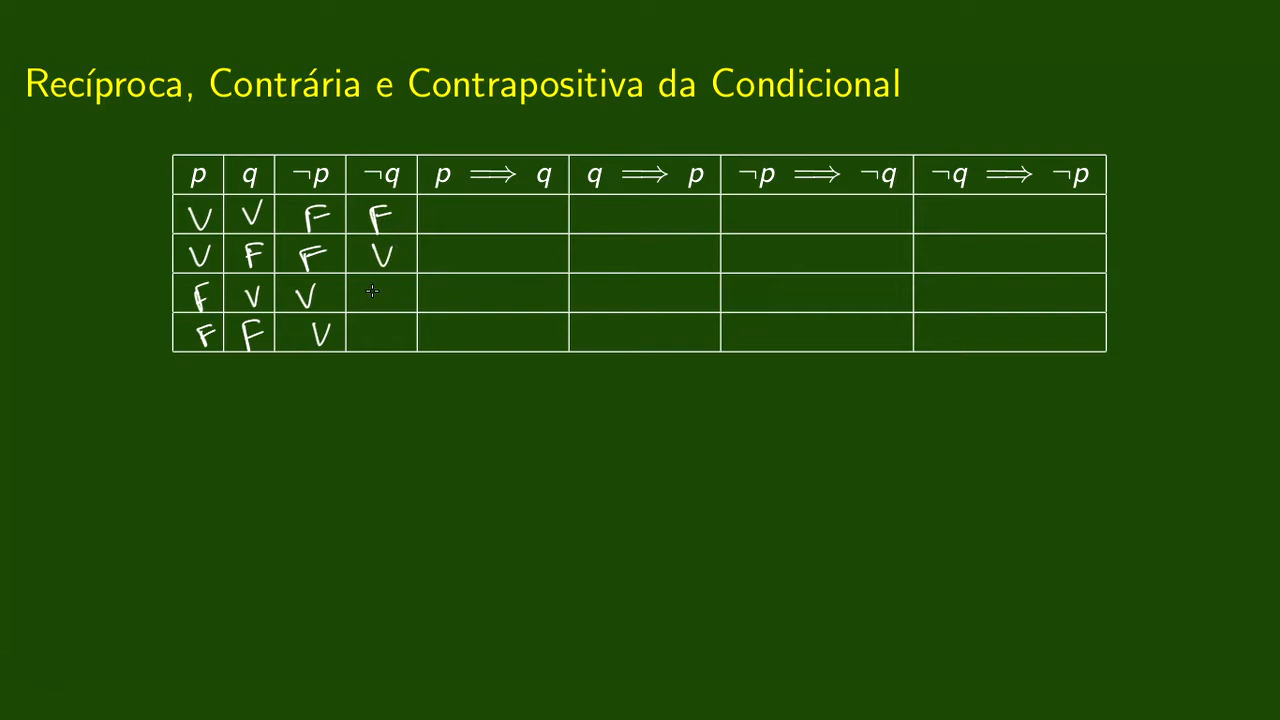 Recíproca, Contrária e Contrapositiva da Condicional
p q ¬p ¬q p ⟹ q q ⟹ p ¬p ⟹ ¬q ¬q ⟹ ¬p
V V F F
V F F V
F V V
F F V